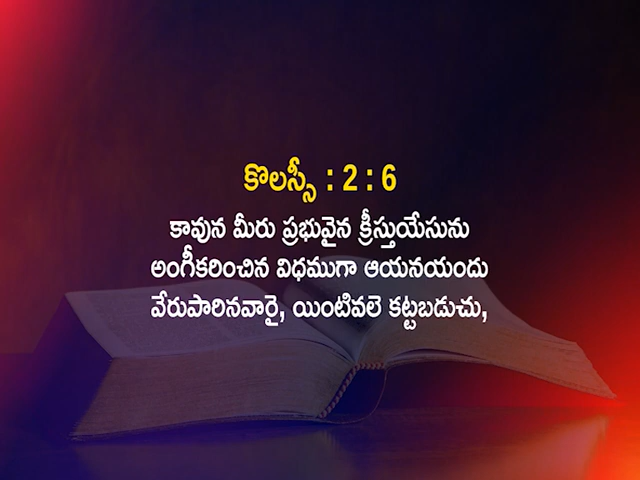 కొలస్సీ : 2 : 6
కావున మీరు ప్రభువైన క్రీస్తుయేసును
అంగీకరించిన విధముగా ఆయనయందు
వేరుపారినవారై, యింటివలె కట్టబడుచు,